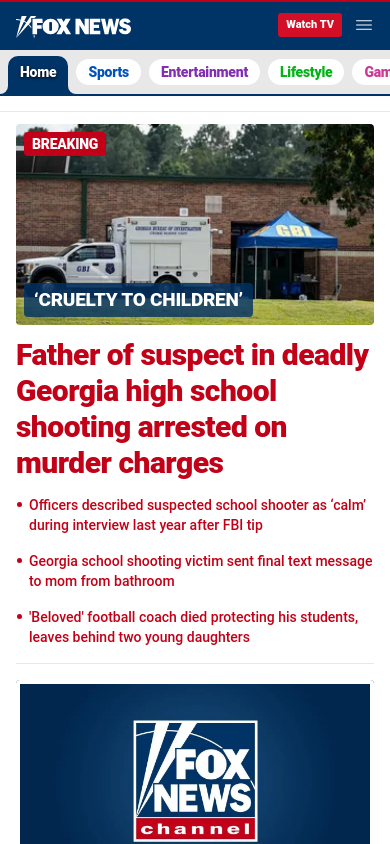 FOX NEWS
Watch TV
Home
Sports
Entertainment
Lifestyle
Gam
BREAKING
GEORGIA BUREAU OF INVESTIGATION
GBI
GBI
‘CRUELTY TO CHILDREN’
Father of suspect in deadly
Georgia high school
shooting arrested on
murder charges
• Officers described suspected school shooter as ‘calm’
during interview last year after FBI tip
• Georgia school shooting victim sent final text message
to mom from bathroom
• 'Beloved' football coach died protecting his students,
leaves behind two young daughters
FOX
NEWS
channel